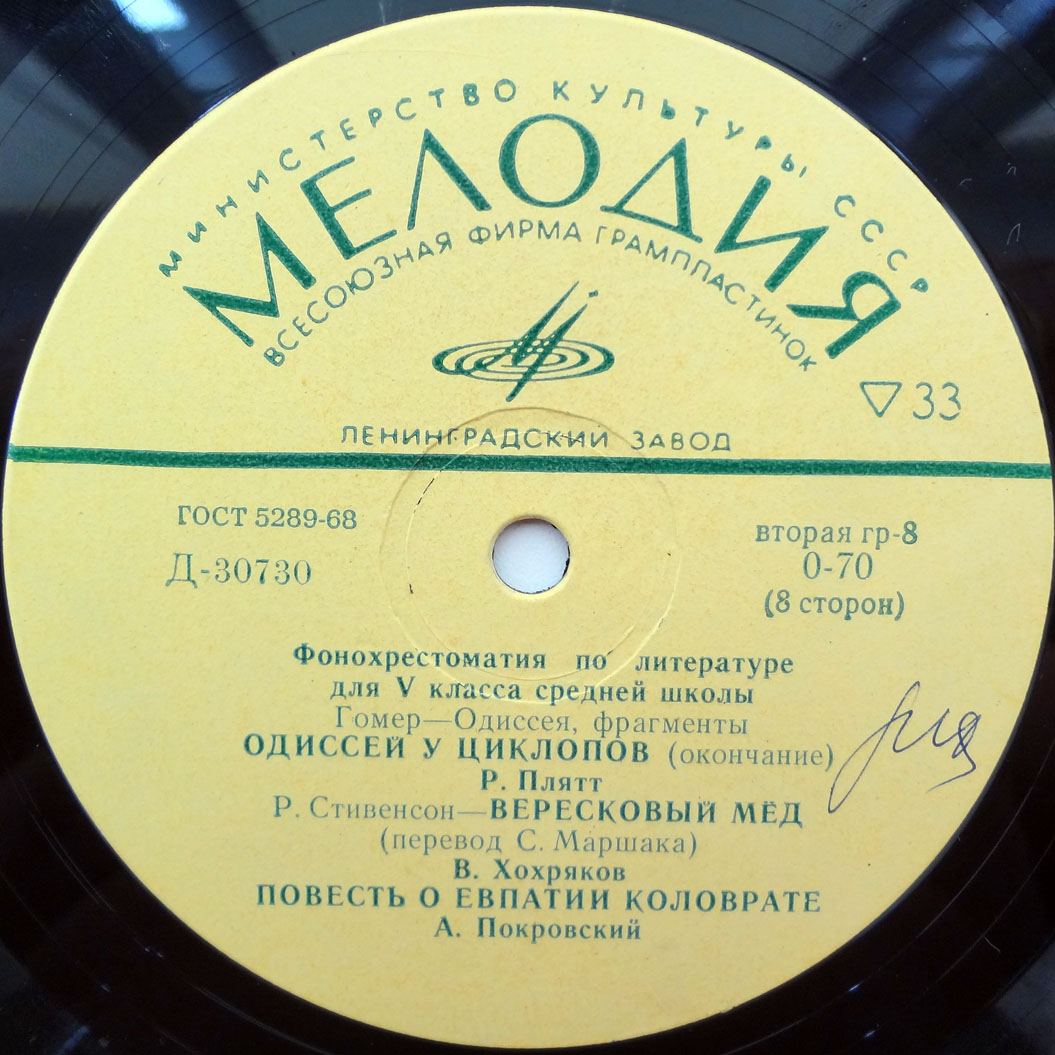 МИНИСТЕРСТВО КУЛЬТУРЫ СССР
МЕЛОДИЯ
ВСЕСОЮЗНАЯ ФИРМА ГРАМПЛАСТИНОК
33
ЛЕНИНГРАДСКИЙ ЗАВОД
ГОСТ 5289-68
Д-30730
вторая гр-8
0-70
(8 сторон)
Фонохрестоматия по литературе
для V класса средней школы
Гомер—Одиссея, фрагменты
ОДИССЕЙ У ЦИКЛОПОВ (окончание)
Р. Плятт
Р. Стивенсон—ВЕРЕСКОВЫЙ МЁД
(перевод С. Маршака)
В. Хохряков
ПОВЕСТЬ О ЕВПАТИИ КОЛОВРАТЕ
А. Покровский